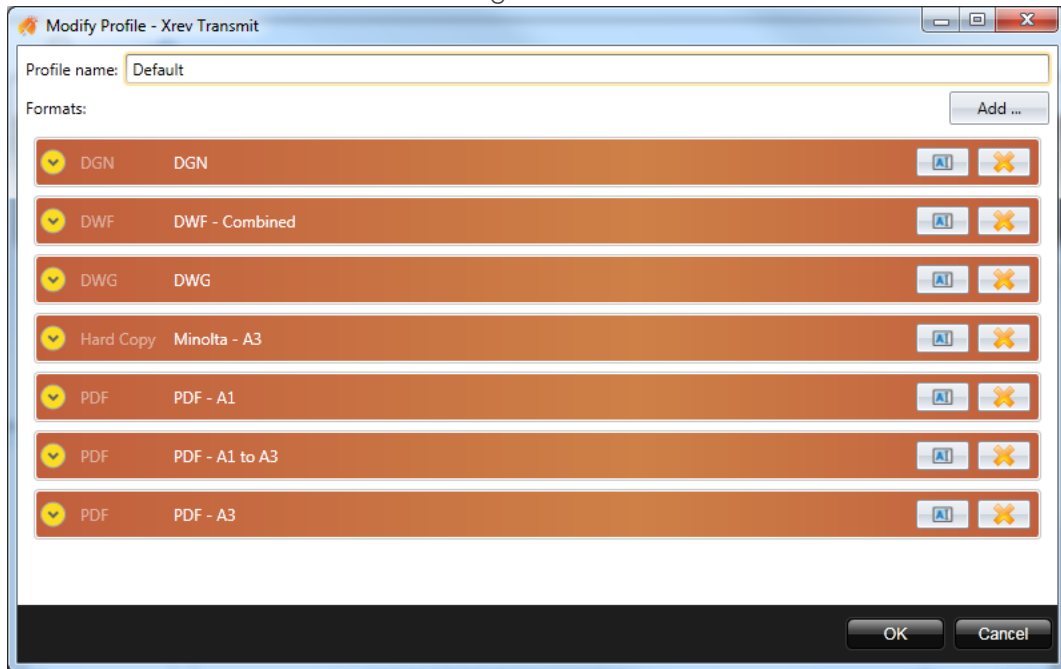 Modify Profile - Xrev Transmit
Profile name: Default
Formats:
Add ...
DGN DGN
DWF DWF - Combined
DWG DWG
Hard Copy Minolta - A3
PDF PDF - A1
PDF PDF - A1 to A3
PDF PDF - A3
OK Cancel